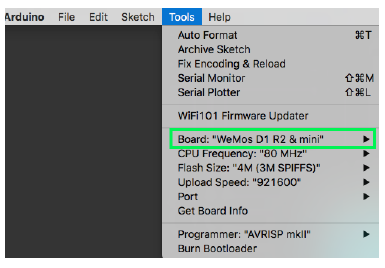 Arduino File Edit Sketch Tools Help
Auto Format ⌘T
Archive Sketch
Fix Encoding & Reload
Serial Monitor ⇧⌘M
Serial Plotter ⇧⌘L
WiFi101 Firmware Updater
Board: "WeMos D1 R2 & mini"
CPU Frequency: "80 MHz"
Flash Size: "4M (3M SPIFFS)"
Upload Speed: "921600"
Port
Get Board Info
Programmer: "AVRISP mkII"
Burn Bootloader